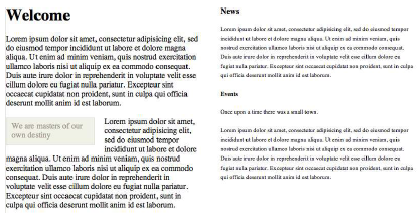 Welcome
Lorem ipsum dolor sit amet, consectetur adipisicing elit, sed
do eiusmod tempor incididunt ut labore et dolore magna
aliqua. Ut enim ad minim veniam, quis nostrud exercitation
ullamco laboris nisi ut aliquip ex ea commodo consequat.
Duis aute irure dolor in reprehenderit in voluptate velit esse
cillum dolore eu fugiat nulla pariatur. Excepteur sint
occaecat cupidatat non proident, sunt in culpa qui officia
deserunt mollit anim id est laborum.
We are masters of our
own destiny
Lorem ipsum dolor sit amet,
consectetur adipisicing elit,
sed do eiusmod tempor
incididunt ut labore et dolore
magna aliqua. Ut enim ad minim veniam, quis nostrud
exercitation ullamco laboris nisi ut aliquip ex ea commodo
consequat. Duis aute irure dolor in reprehenderit in
voluptate velit esse cillum dolore eu fugiat nulla pariatur.
Excepteur sint occaecat cupidatat non proident, sunt in
culpa qui officia deserunt mollit anim id est laborum.
News
Lorem ipsum dolor sit amet, consectetur adipisicing elit, sed do eiusmod tempor
incididunt ut labore et dolore magna aliqua. Ut enim ad minim veniam, quis
nostrud exercitation ullamco laboris nisi ut aliquip ex ea commodo consequat.
Duis aute irure dolor in reprehenderit in voluptate velit esse cillum dolore eu
fugiat nulla pariatur. Excepteur sint occaecat cupidatat non proident, sunt in culpa
qui officia deserunt mollit anim id est laborum.
Events
Once upon a time there was a small town.
Lorem ipsum dolor sit amet, consectetur adipisicing elit, sed do eiusmod tempor
incididunt ut labore et dolore magna aliqua. Ut enim ad minim veniam, quis
nostrud exercitation ullamco laboris nisi ut aliquip ex ea commodo consequat.
Duis aute irure dolor in reprehenderit in voluptate velit esse cillum dolore eu
fugiat nulla pariatur. Excepteur sint occaecat cupidatat non proident, sunt in culpa
qui officia deserunt mollit anim id est laborum.